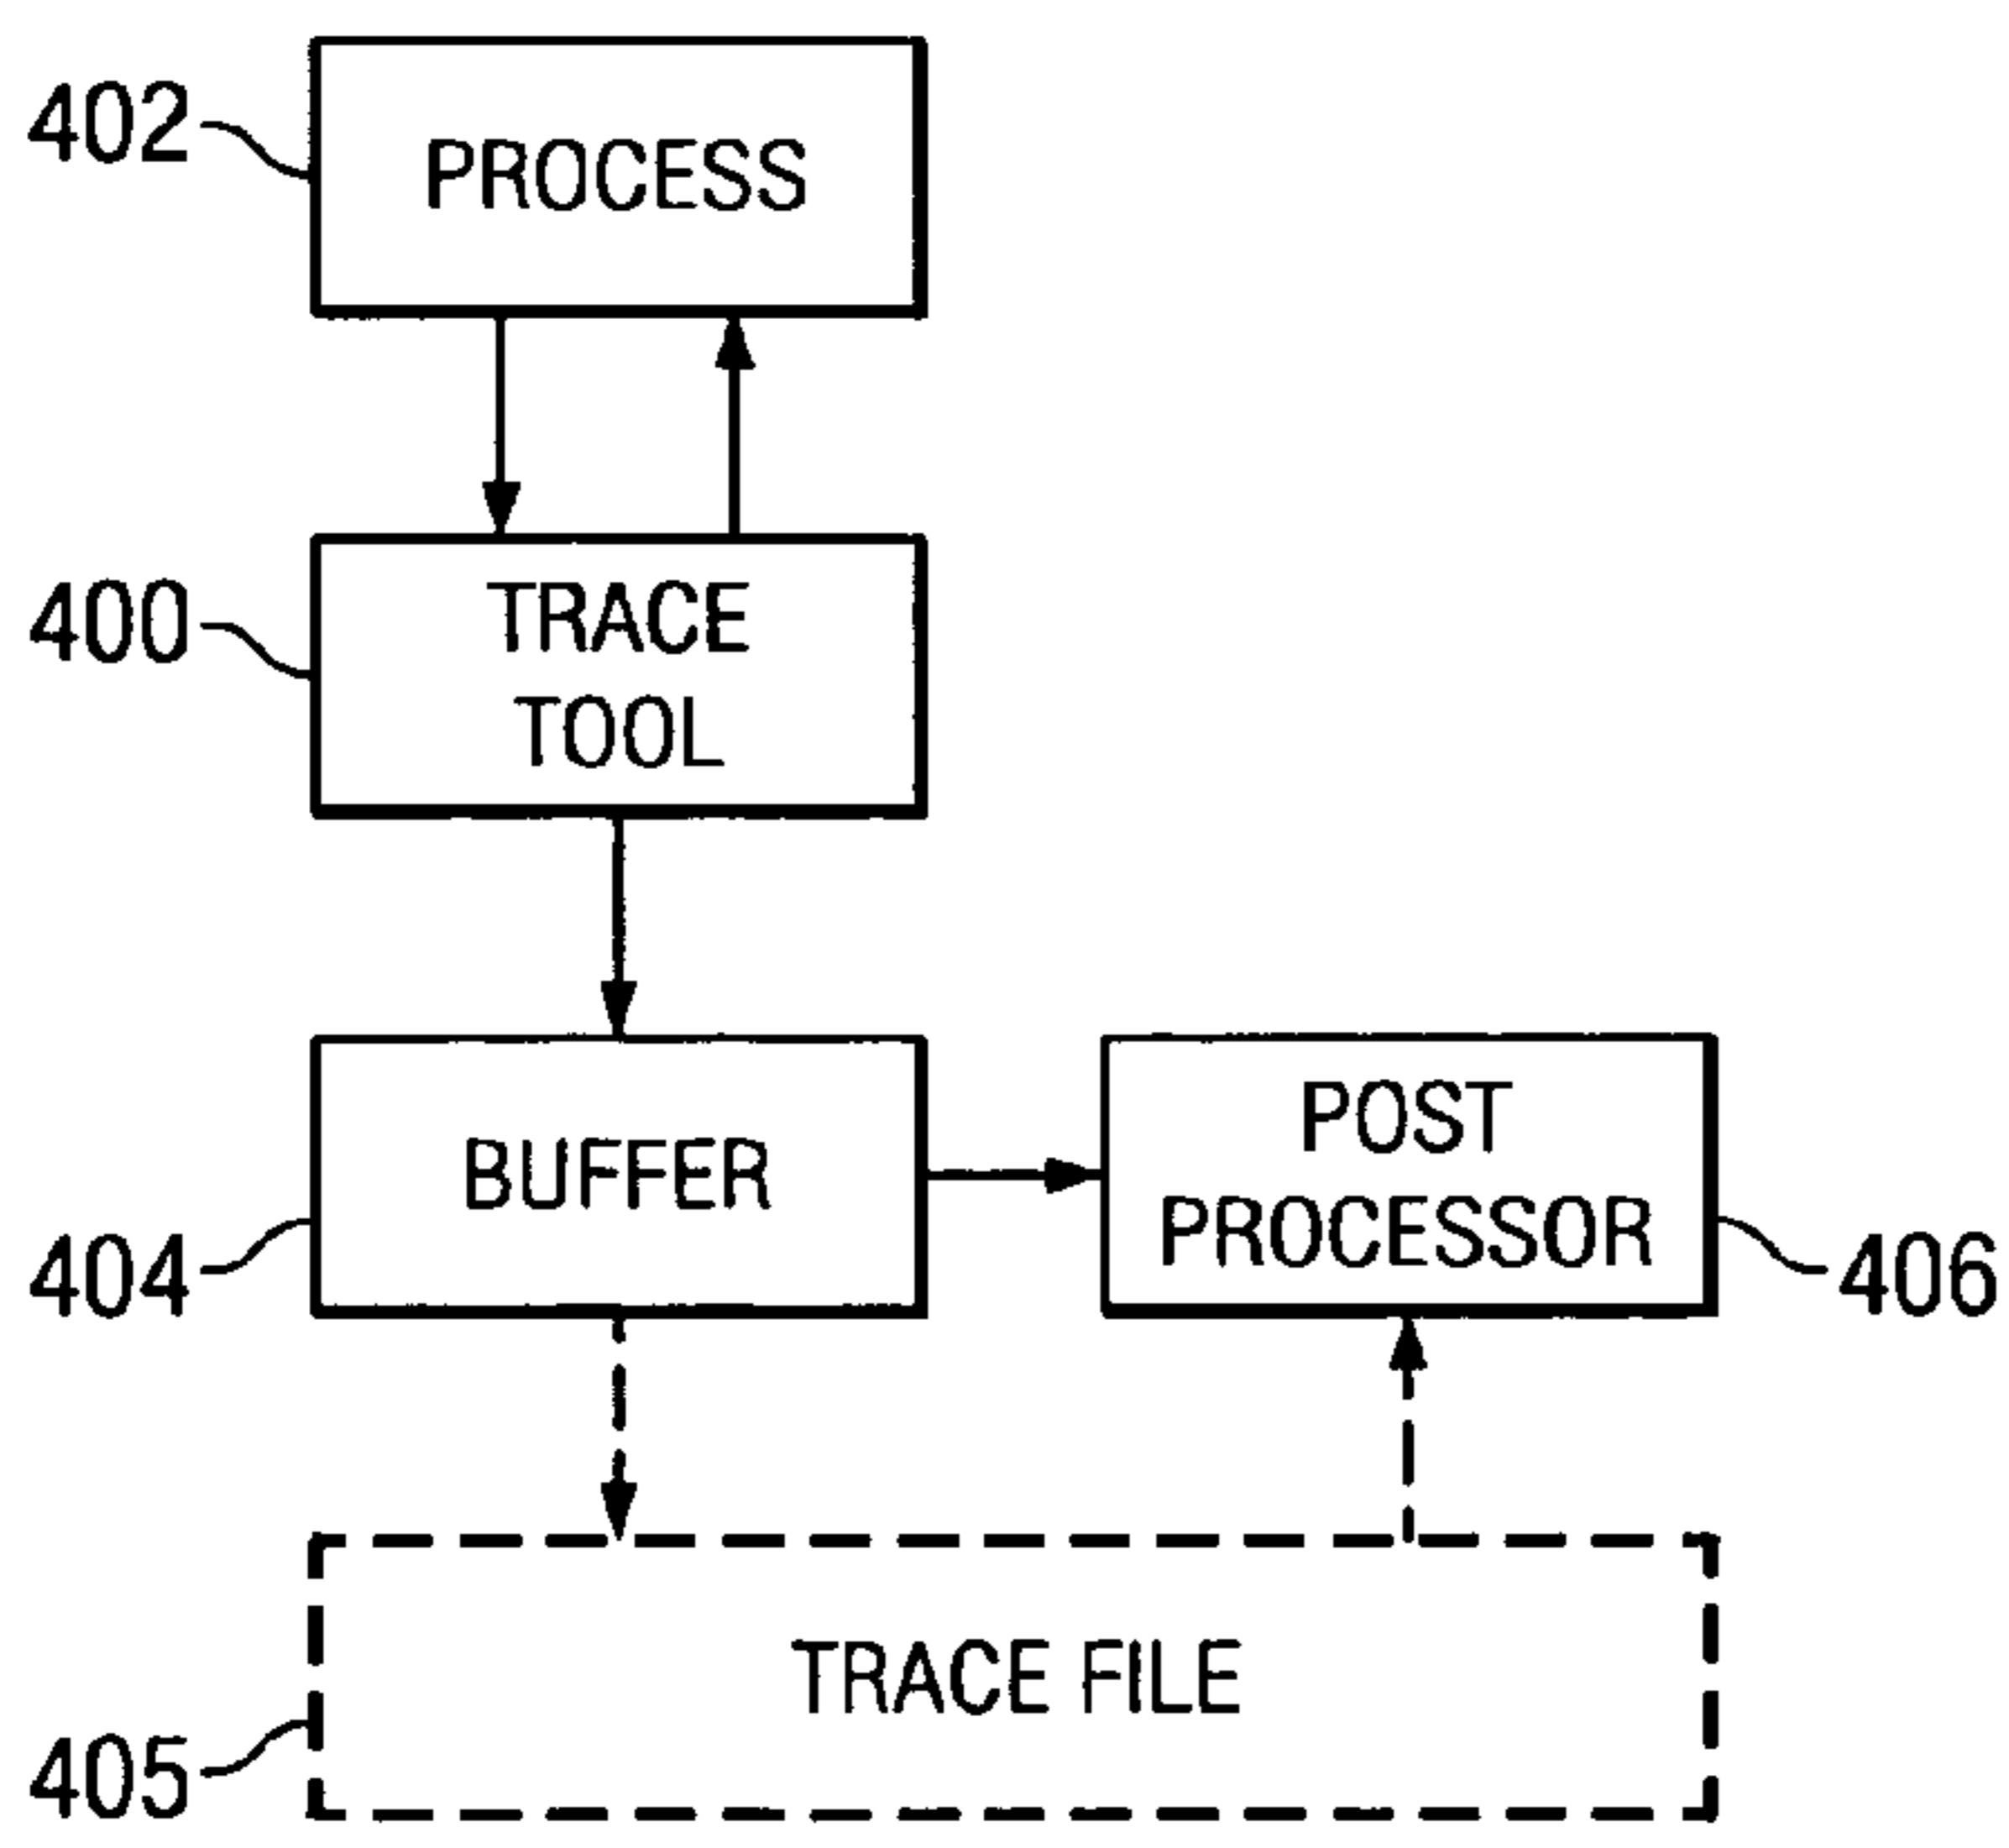 402
PROCESS
400
TRACE
TOOL
BUFFER
404
POST
PROCESSOR
406
TRACE FILE
405